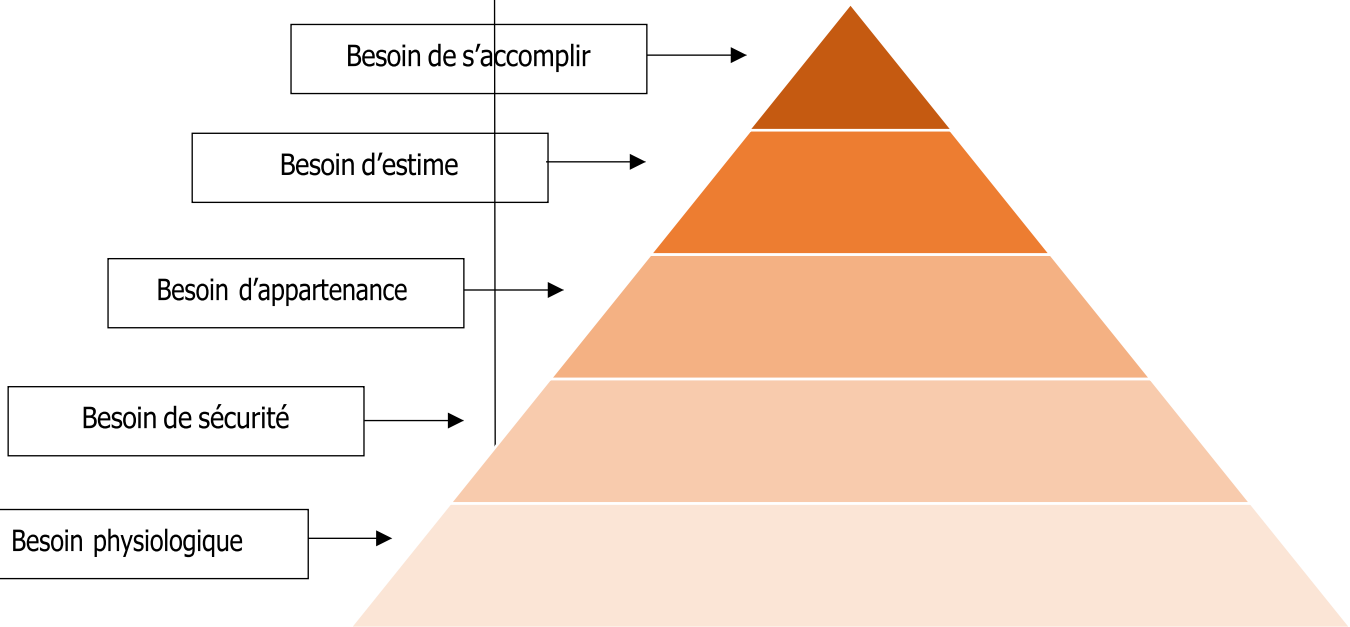 Besoin de s’accomplir
Besoin d’estime
Besoin d’appartenance
Besoin de sécurité
Besoin physiologique